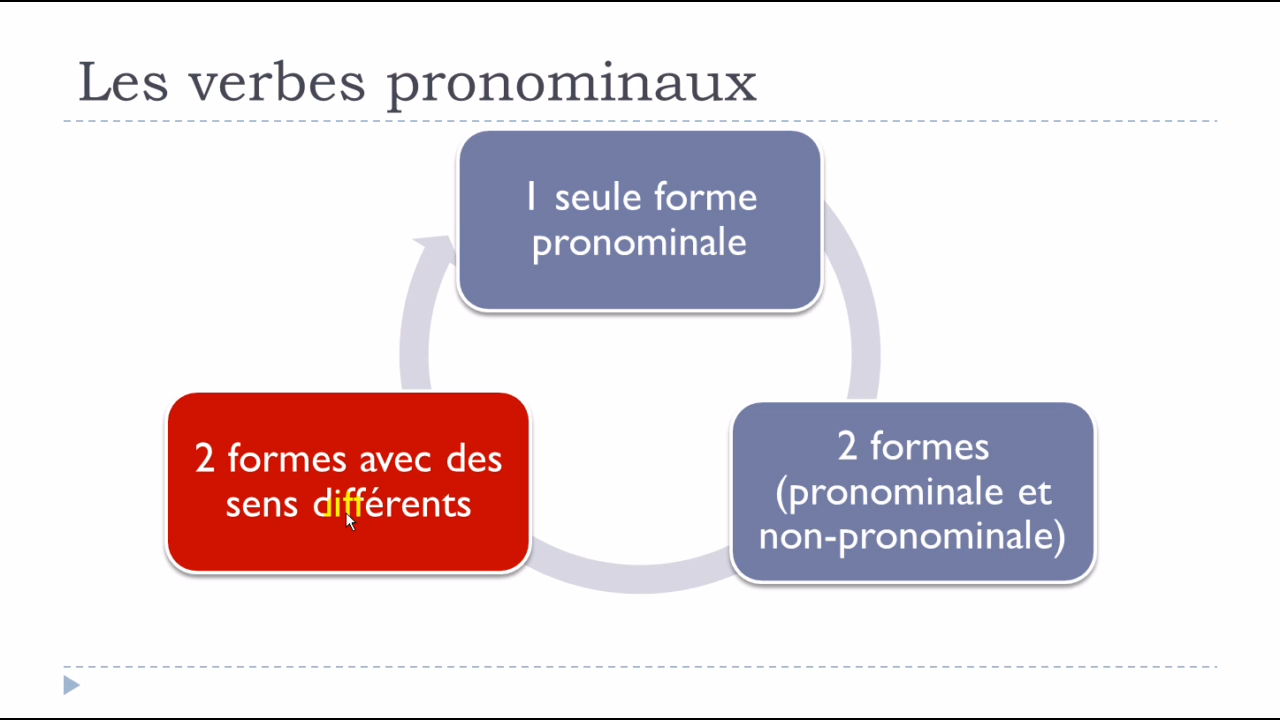 Les verbes pronominaux
1 seule forme
pronominale
2 formes
(pronominale et
non-pronominale)
2 formes avec des
sens différents